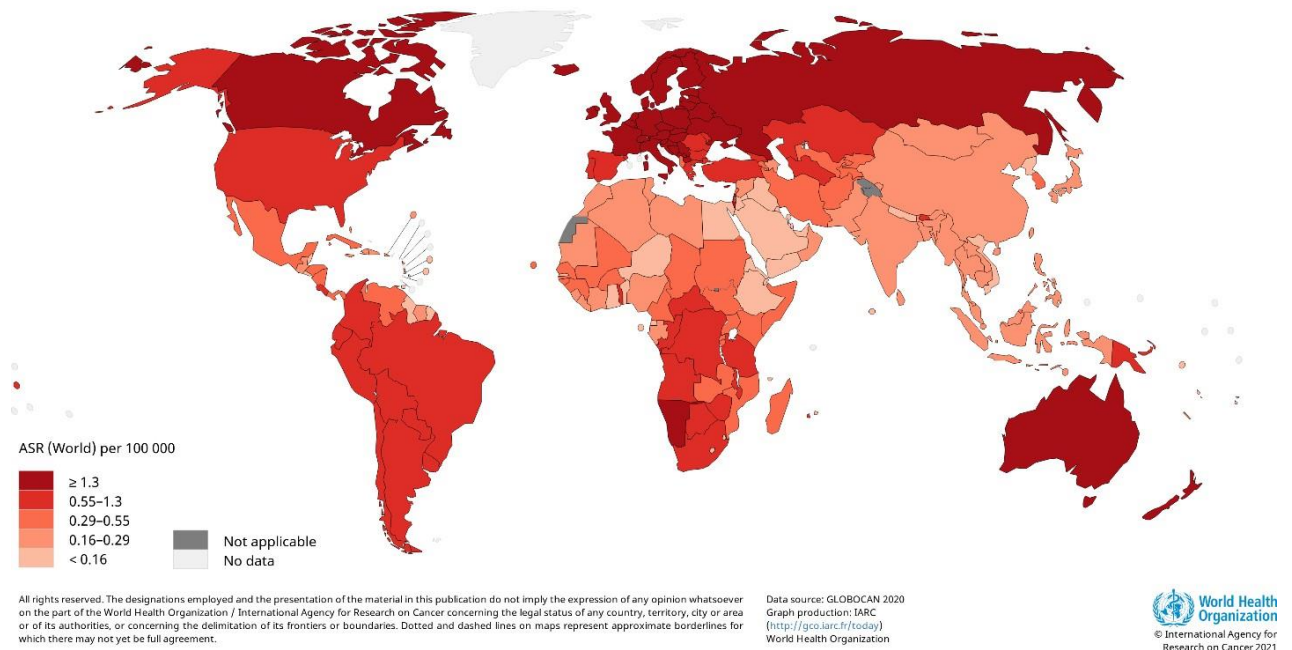 ASR (World) per 100 000
≥ 1.3
0.55–1.3
0.29–0.55
0.16–0.29
< 0.16
Not applicable
No data
All rights reserved. The designations employed and the presentation of the material in this publication do not imply the expression of any opinion whatsoever
on the part of the World Health Organization / International Agency for Research on Cancer concerning the legal status of any country, territory, city or area
or of its authorities, or concerning the delimitation of its frontiers or boundaries. Dotted and dashed lines on maps represent approximate borderlines for
which there may not yet be full agreement.
Data source: GLOBOCAN 2020
Graph production: IARC
(http://gco.iarc.fr/today)
World Health Organization
World Health
Organization
© International Agency for
Research on Cancer 2021